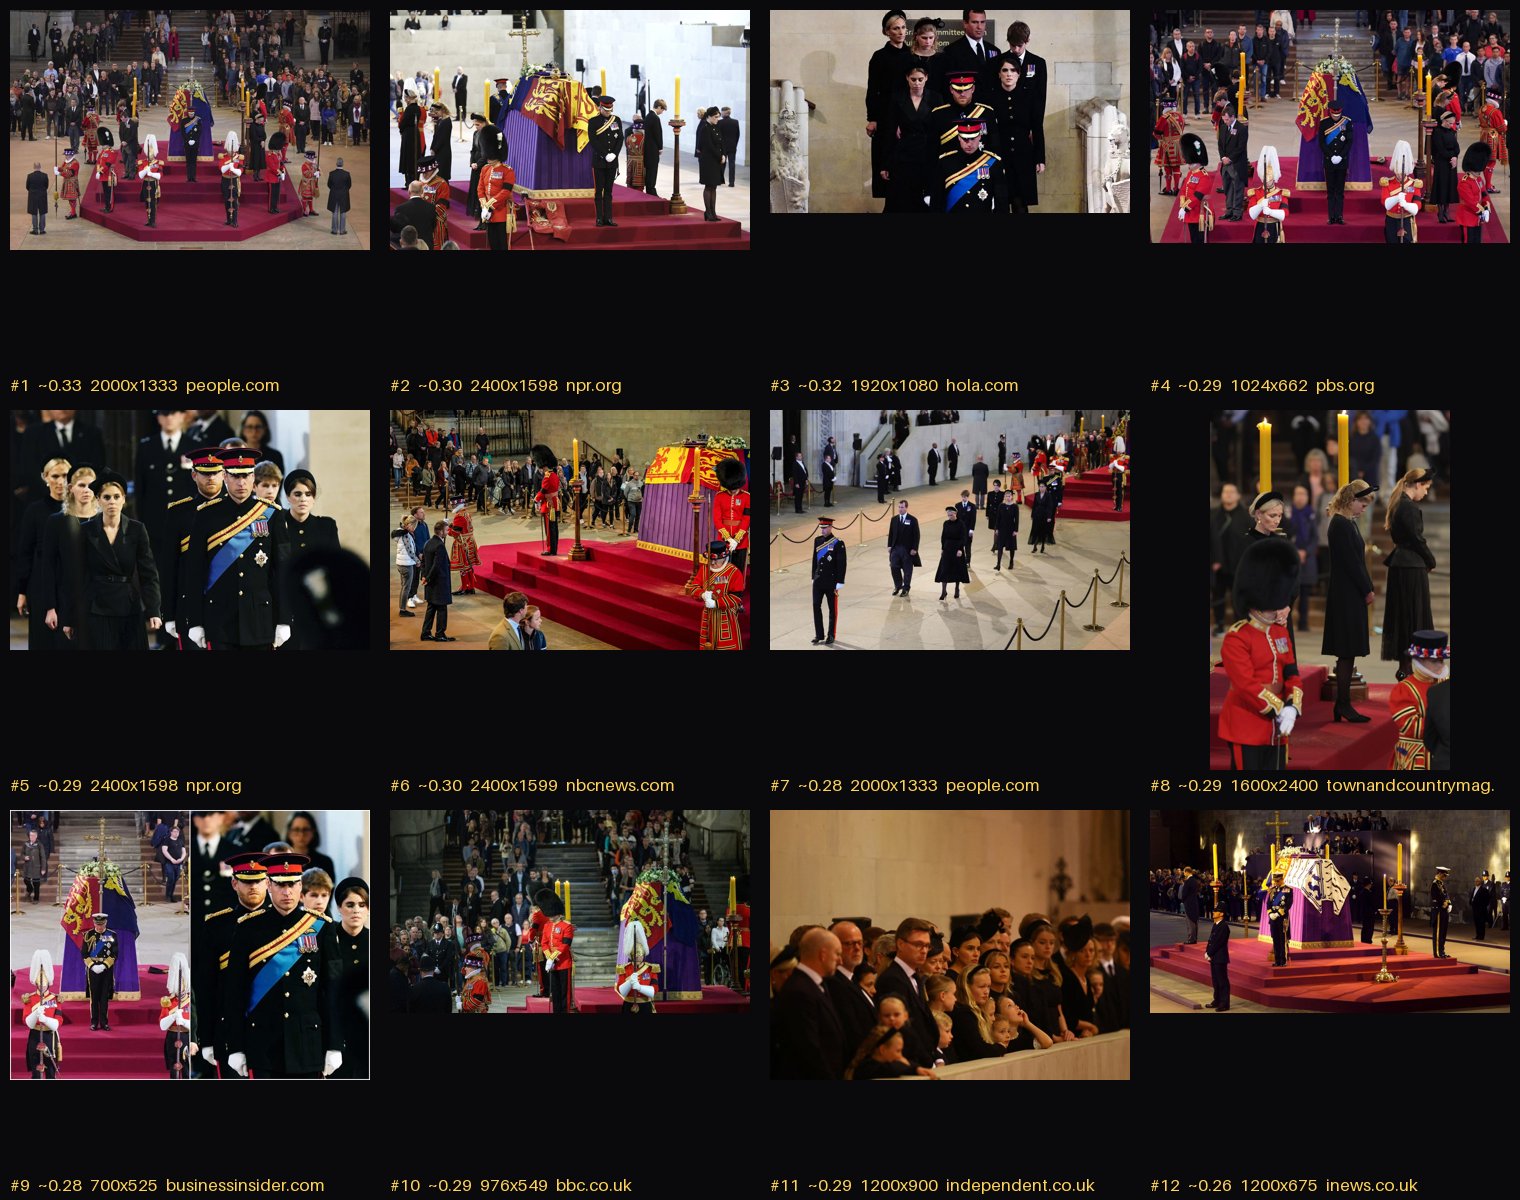 Committee
#1 ~0.33 2000x1333 people.com
#2 ~0.30 2400x1598 npr.org
#3 ~0.32 1920x1080 hola.com
#4 ~0.29 1024x662 pbs.org
#5 ~0.29 2400x1598 npr.org
#6 ~0.30 2400x1599 nbcnews.com
#7 ~0.28 2000x1333 people.com
#8 ~0.29 1600x2400 townandcountrymag.
#9 ~0.28 700x525 businessinsider.com
#10 ~0.29 976x549 bbc.co.uk
#11 ~0.29 1200x900 independent.co.uk
#12 ~0.26 1200x675 inews.co.uk